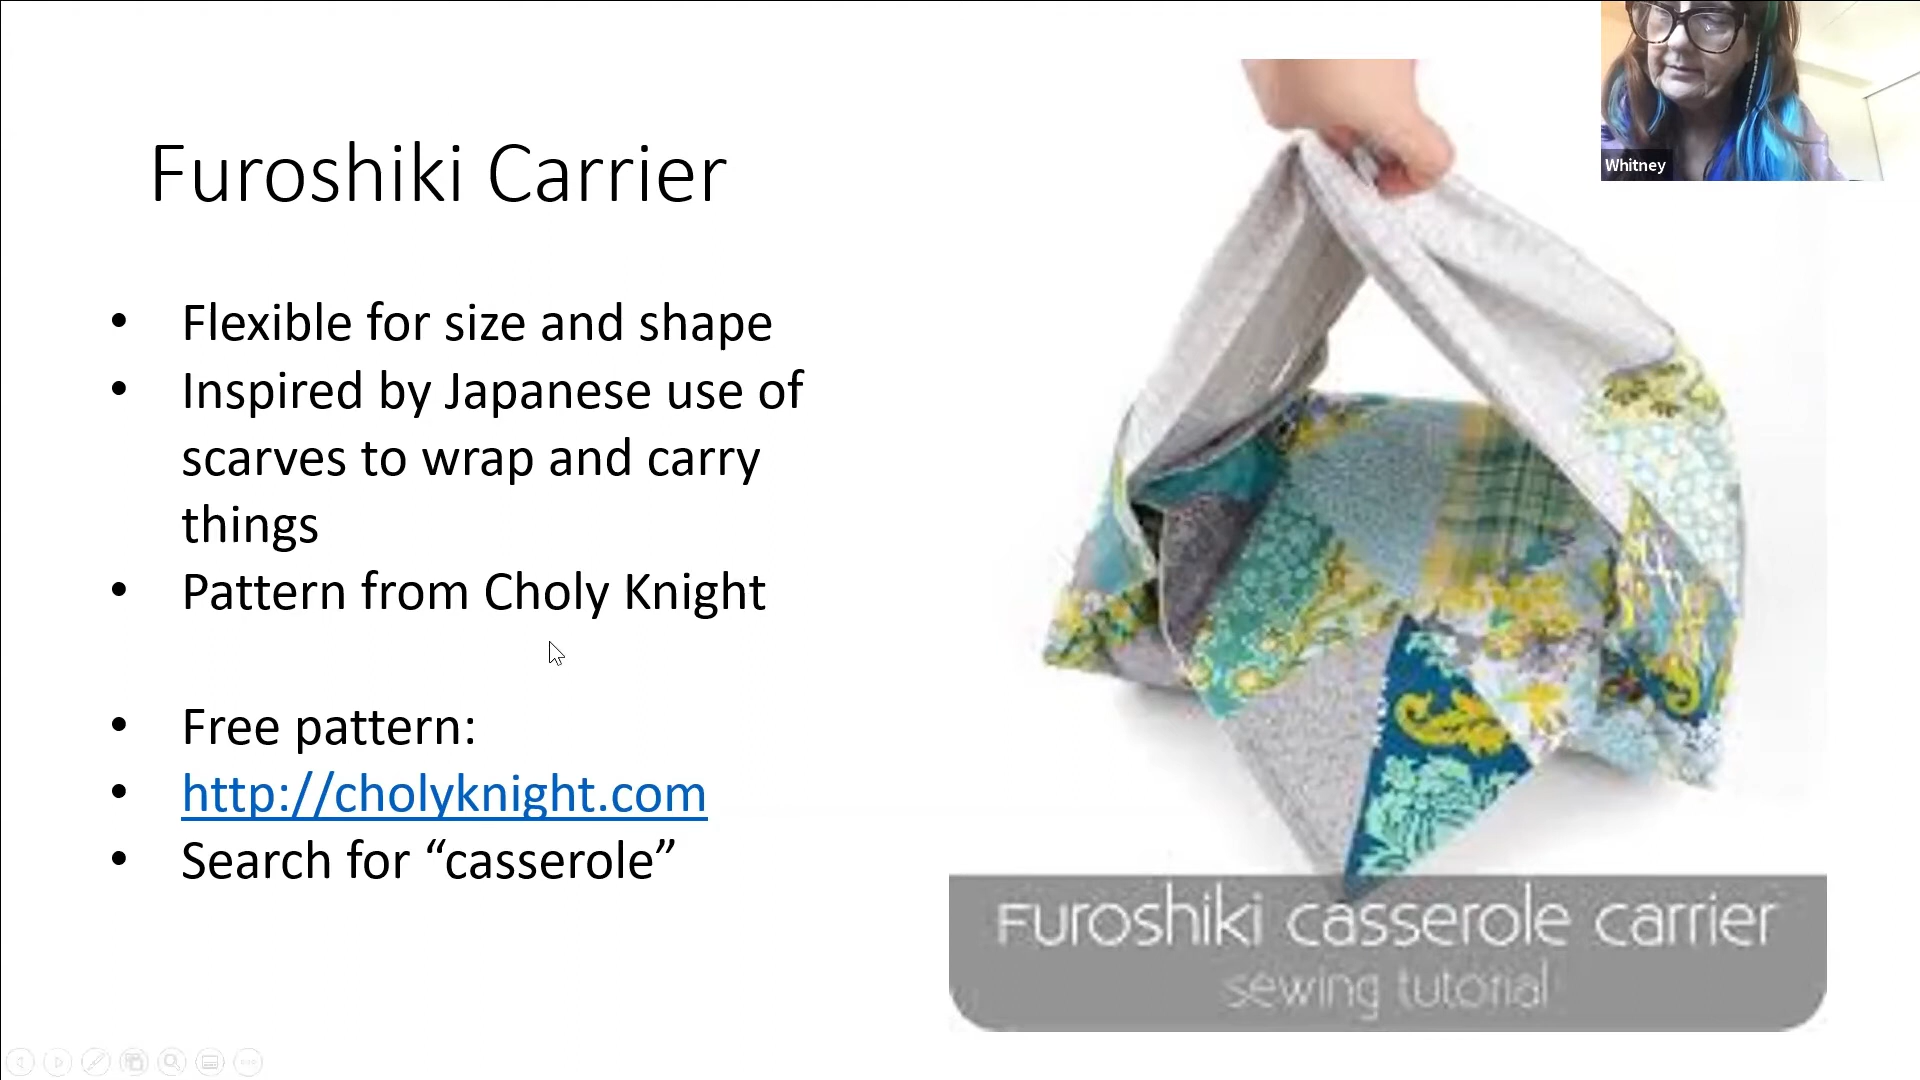 Furoshiki Carrier
• Flexible for size and shape
• Inspired by Japanese use of
scarves to wrap and carry
things
• Pattern from Choly Knight
• Free pattern:
• http://cholyknight.com
• Search for “casserole”
Whitney
Furoshiki casserole carrier
sewing tutorial